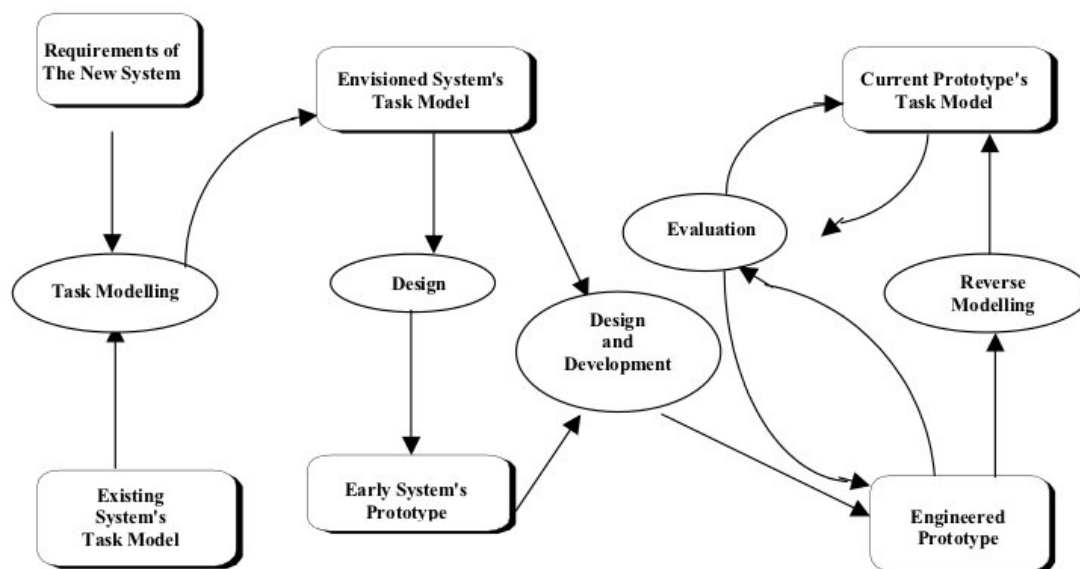 Requirements of
The New System
Envisioned System's
Task Model
Current Prototype's
Task Model
Evaluation
Task Modelling
Design
Reverse
Modelling
Design
and
Development
Existing
System's
Task Model
Early System's
Prototype
Engineered
Prototype